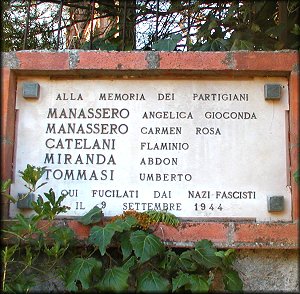 ALLA MEMORIA DEI PARTIGIANI
MANASSERO ANGELICA GIOCONDA
MANASSERO CARMEN ROSA
CATELANI FLAMINIO
MIRANDA ABDON
TOMMASI UMBERTO
QUI FUCILATI DAI NAZI-FASCISTI
IL 9 SETTEMBRE 1944